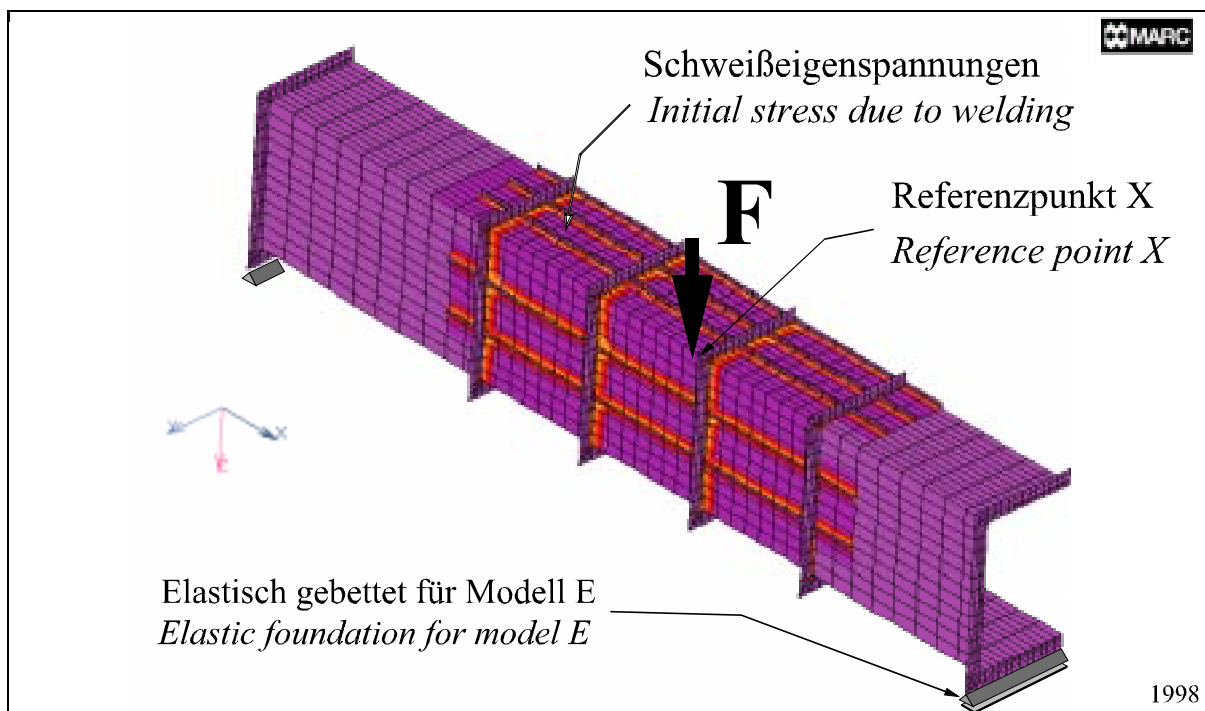 MARC
Schweißeigenspannungen
Initial stress due to welding
F
Referenzpunkt X
Reference point X
X
Elastisch gebettet für Modell E
Elastic foundation for model E
1998